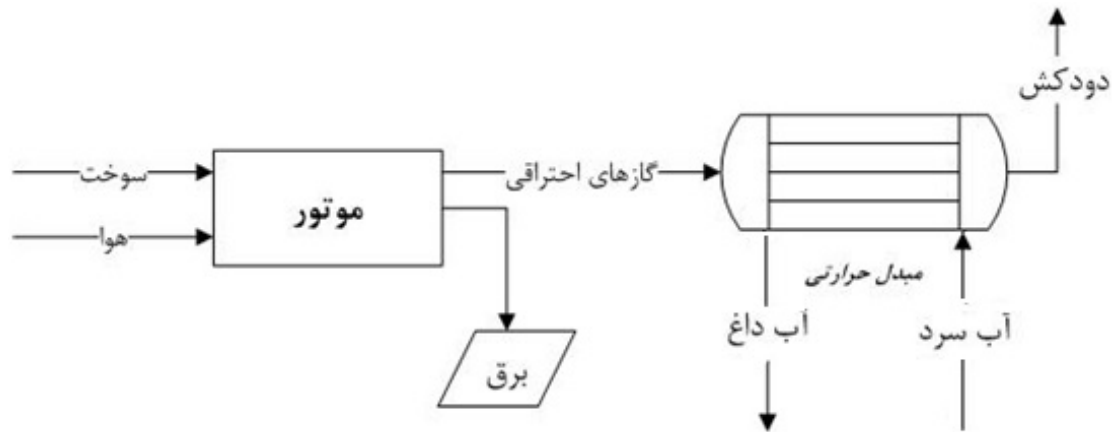 دودکش
سوخت
موتور
گازهای احتراقی
هوا
مبدل حرارتی
آب داغ
آب سرد
برق